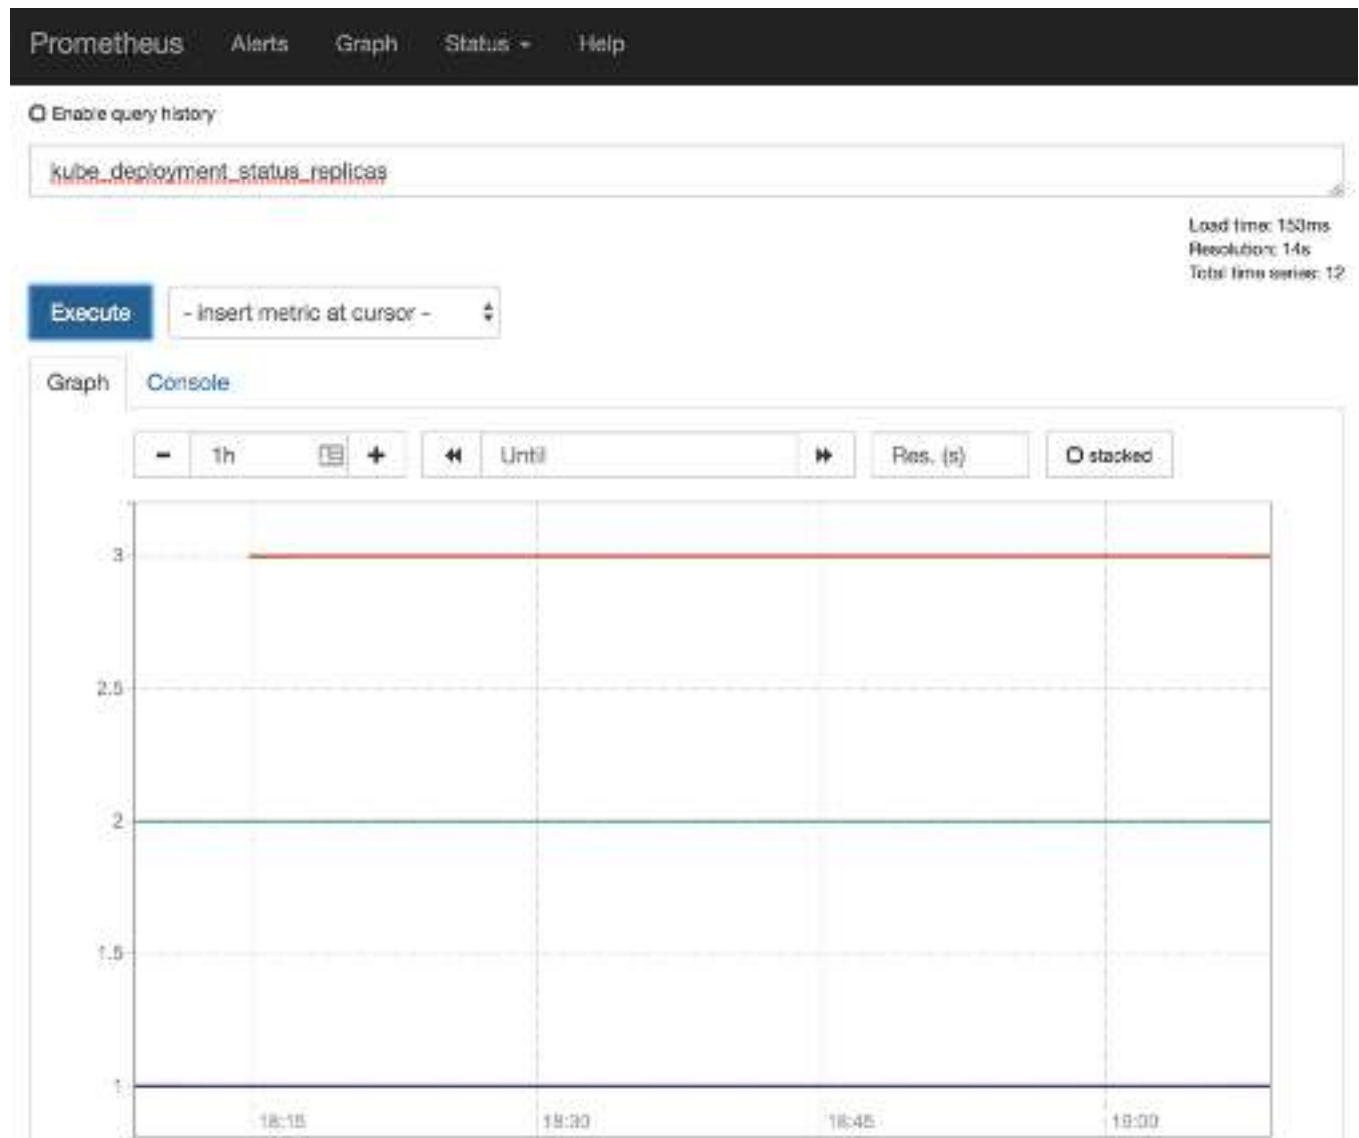 Prometheus Alerts Graph Status Help
Enable query history
kube_deployment_status_replicas
Load time: 153ms
Resolution: 14s
Total time series: 12
Execute - insert metric at cursor -
Graph Console
- 1h + Until Res. (s) stacked
3
2.5
2
1.5
1
18:15 18:30 18:45 19:00